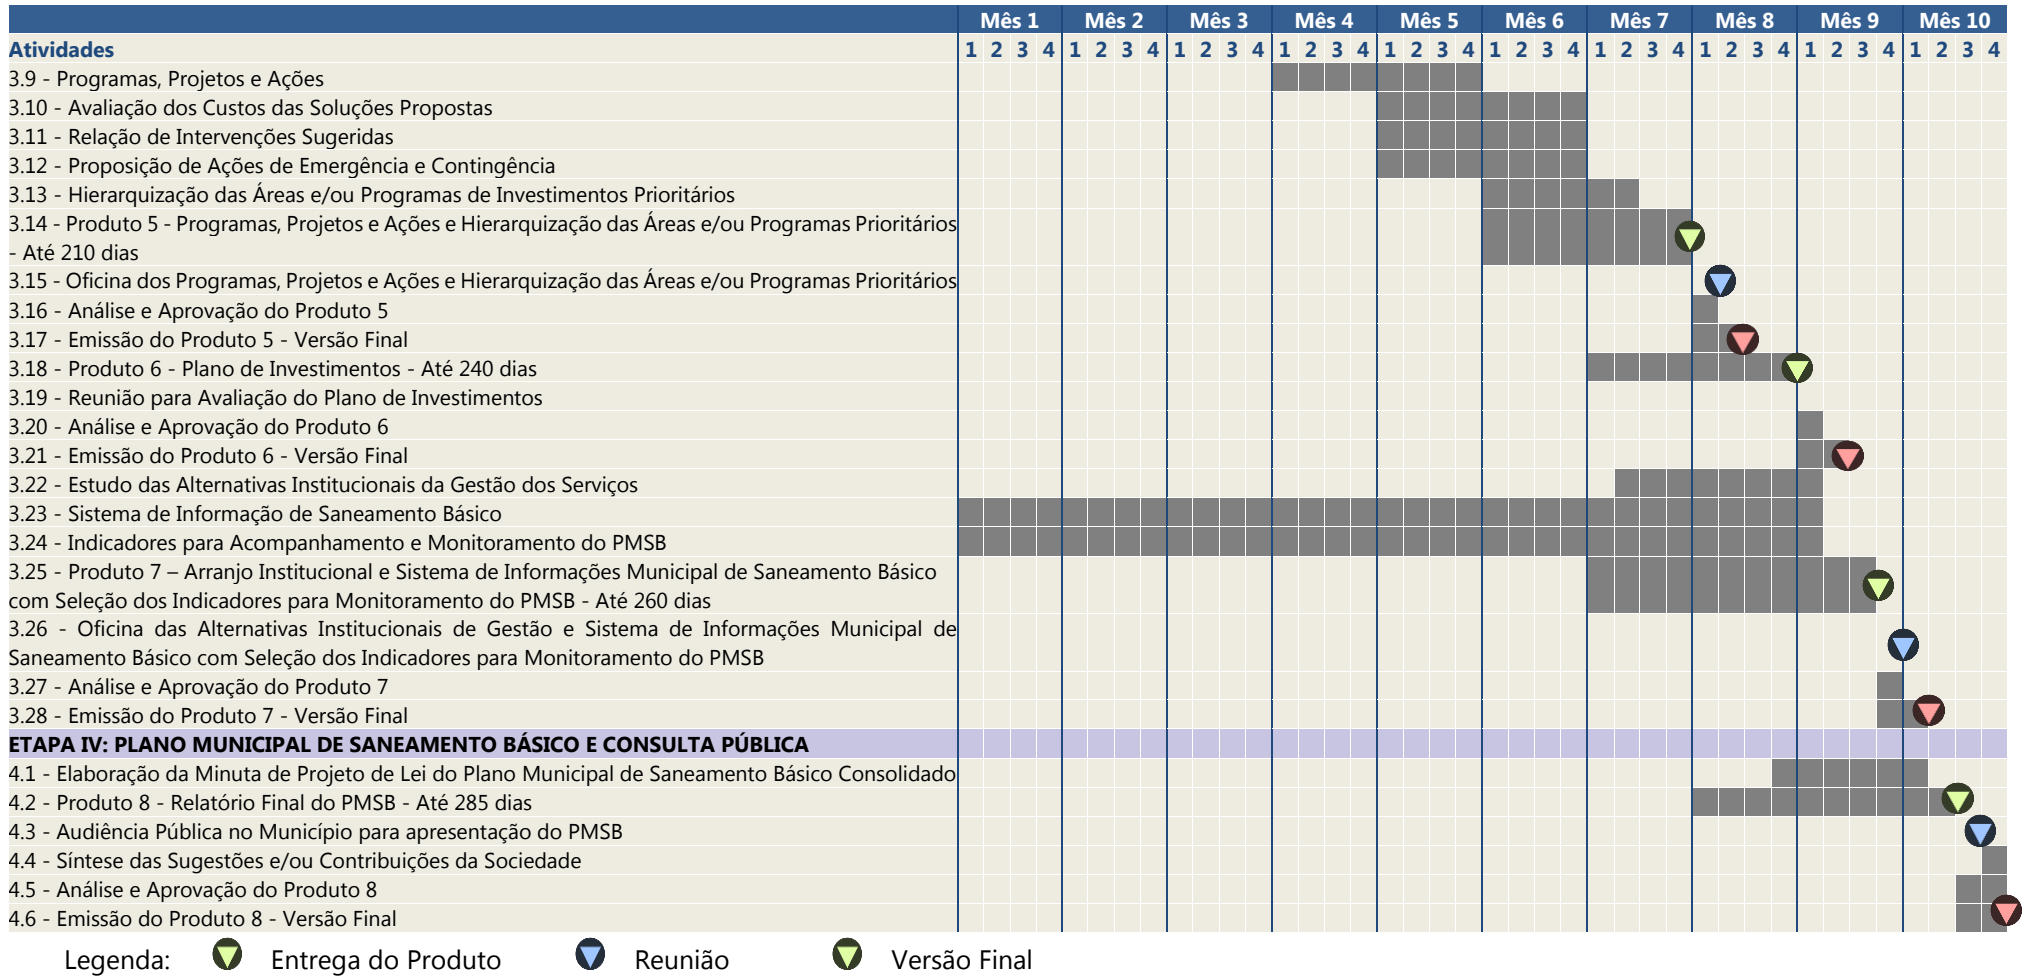 Mês 1 Mês 2 Mês 3 Mês 4 Mês 5 Mês 6 Mês 7 Mês 8 Mês 9 Mês 10
Atividades 1 2 3 4 1 2 3 4 1 2 3 4 1 2 3 4 1 2 3 4 1 2 3 4 1 2 3 4 1 2 3 4 1 2 3 4 1 2 3 4
3.9 - Programas, Projetos e Ações
3.10 - Avaliação dos Custos das Soluções Propostas
3.11 - Relação de Intervenções Sugeridas
3.12 - Proposição de Ações de Emergência e Contingência
3.13 - Hierarquização das Áreas e/ou Programas de Investimentos Prioritários
3.14 - Produto 5 - Programas, Projetos e Ações e Hierarquização das Áreas e/ou Programas Prioritários
- Até 210 dias
3.15 - Oficina dos Programas, Projetos e Ações e Hierarquização das Áreas e/ou Programas Prioritários
3.16 - Análise e Aprovação do Produto 5
3.17 - Emissão do Produto 5 - Versão Final
3.18 - Produto 6 - Plano de Investimentos - Até 240 dias
3.19 - Reunião para Avaliação do Plano de Investimentos
3.20 - Análise e Aprovação do Produto 6
3.21 - Emissão do Produto 6 - Versão Final
3.22 - Estudo das Alternativas Institucionais da Gestão dos Serviços
3.23 - Sistema de Informação de Saneamento Básico
3.24 - Indicadores para Acompanhamento e Monitoramento do PMSB
3.25 - Produto 7 – Arranjo Institucional e Sistema de Informações Municipal de Saneamento Básico
com Seleção dos Indicadores para Monitoramento do PMSB - Até 260 dias
3.26 - Oficina das Alternativas Institucionais de Gestão e Sistema de Informações Municipal de
Saneamento Básico com Seleção dos Indicadores para Monitoramento do PMSB
3.27 - Análise e Aprovação do Produto 7
3.28 - Emissão do Produto 7 - Versão Final
ETAPA IV: PLANO MUNICIPAL DE SANEAMENTO BÁSICO E CONSULTA PÚBLICA
4.1 - Elaboração da Minuta de Projeto de Lei do Plano Municipal de Saneamento Básico Consolidado
4.2 - Produto 8 - Relatório Final do PMSB - Até 285 dias
4.3 - Audiência Pública no Município para apresentação do PMSB
4.4 - Síntese das Sugestões e/ou Contribuições da Sociedade
4.5 - Análise e Aprovação do Produto 8
4.6 - Emissão do Produto 8 - Versão Final
Legenda: Entrega do Produto Reunião Versão Final